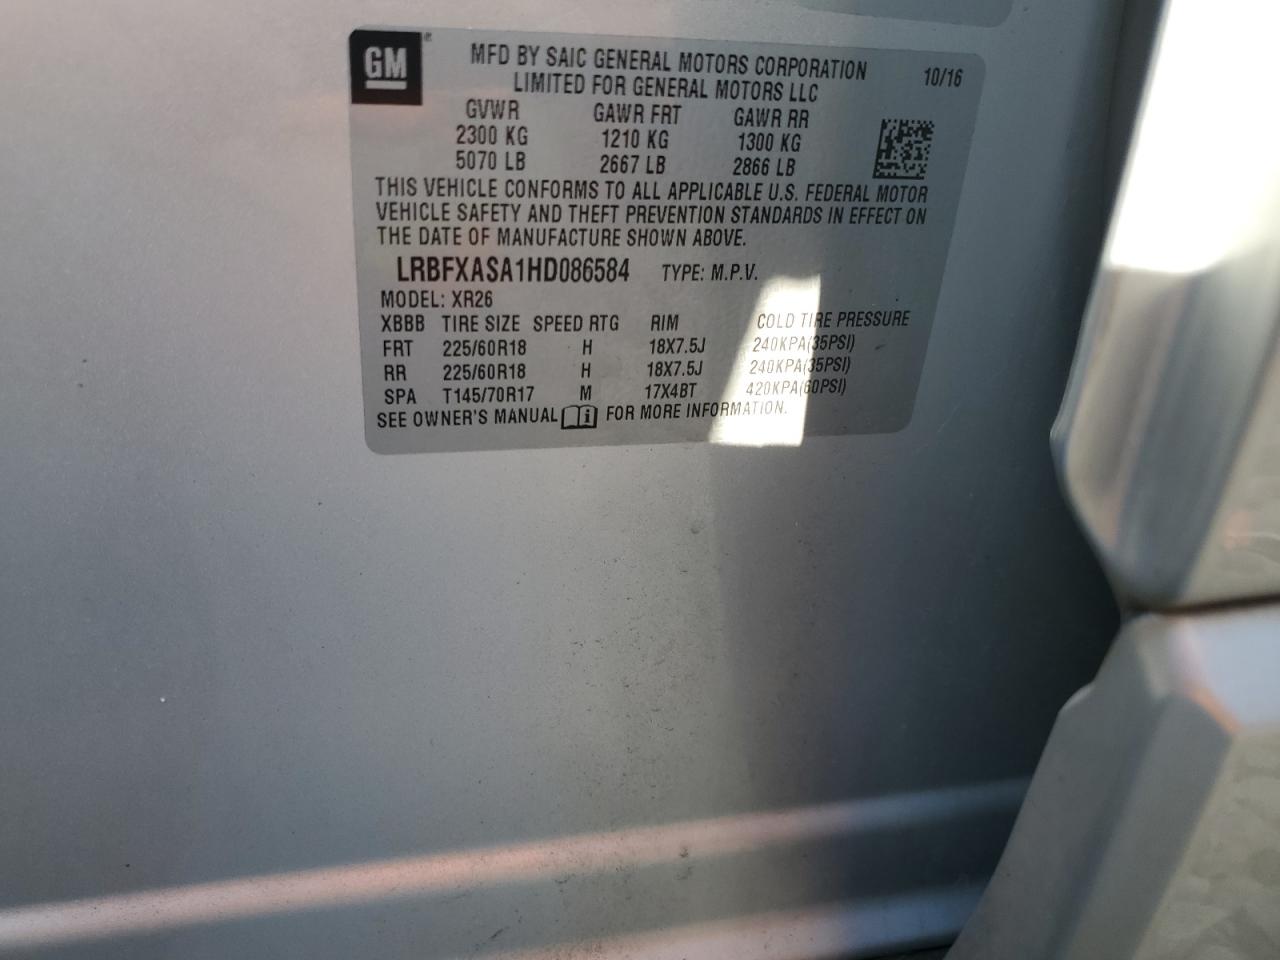 GM
MFD BY SAIC GENERAL MOTORS CORPORATION 10/16
LIMITED FOR GENERAL MOTORS LLC
GVWR GAWR FRT GAWR RR
2300 KG 1210 KG 1300 KG
5070 LB 2667 LB 2866 LB
THIS VEHICLE CONFORMS TO ALL APPLICABLE U.S. FEDERAL MOTOR
VEHICLE SAFETY AND THEFT PREVENTION STANDARDS IN EFFECT ON
THE DATE OF MANUFACTURE SHOWN ABOVE.
LRBFXASA1HD086584 TYPE: M.P.V.
MODEL: XR26
XBBB TIRE SIZE SPEED RTG RIM COLD TIRE PRESSURE
FRT 225/60R18 H 18X7.5J 240KPA(35PSI)
RR 225/60R18 H 18X7.5J 240KPA(35PSI)
SPA T145/70R17 M 17X4BT 420KPA(60PSI)
SEE OWNER'S MANUAL FOR MORE INFORMATION.